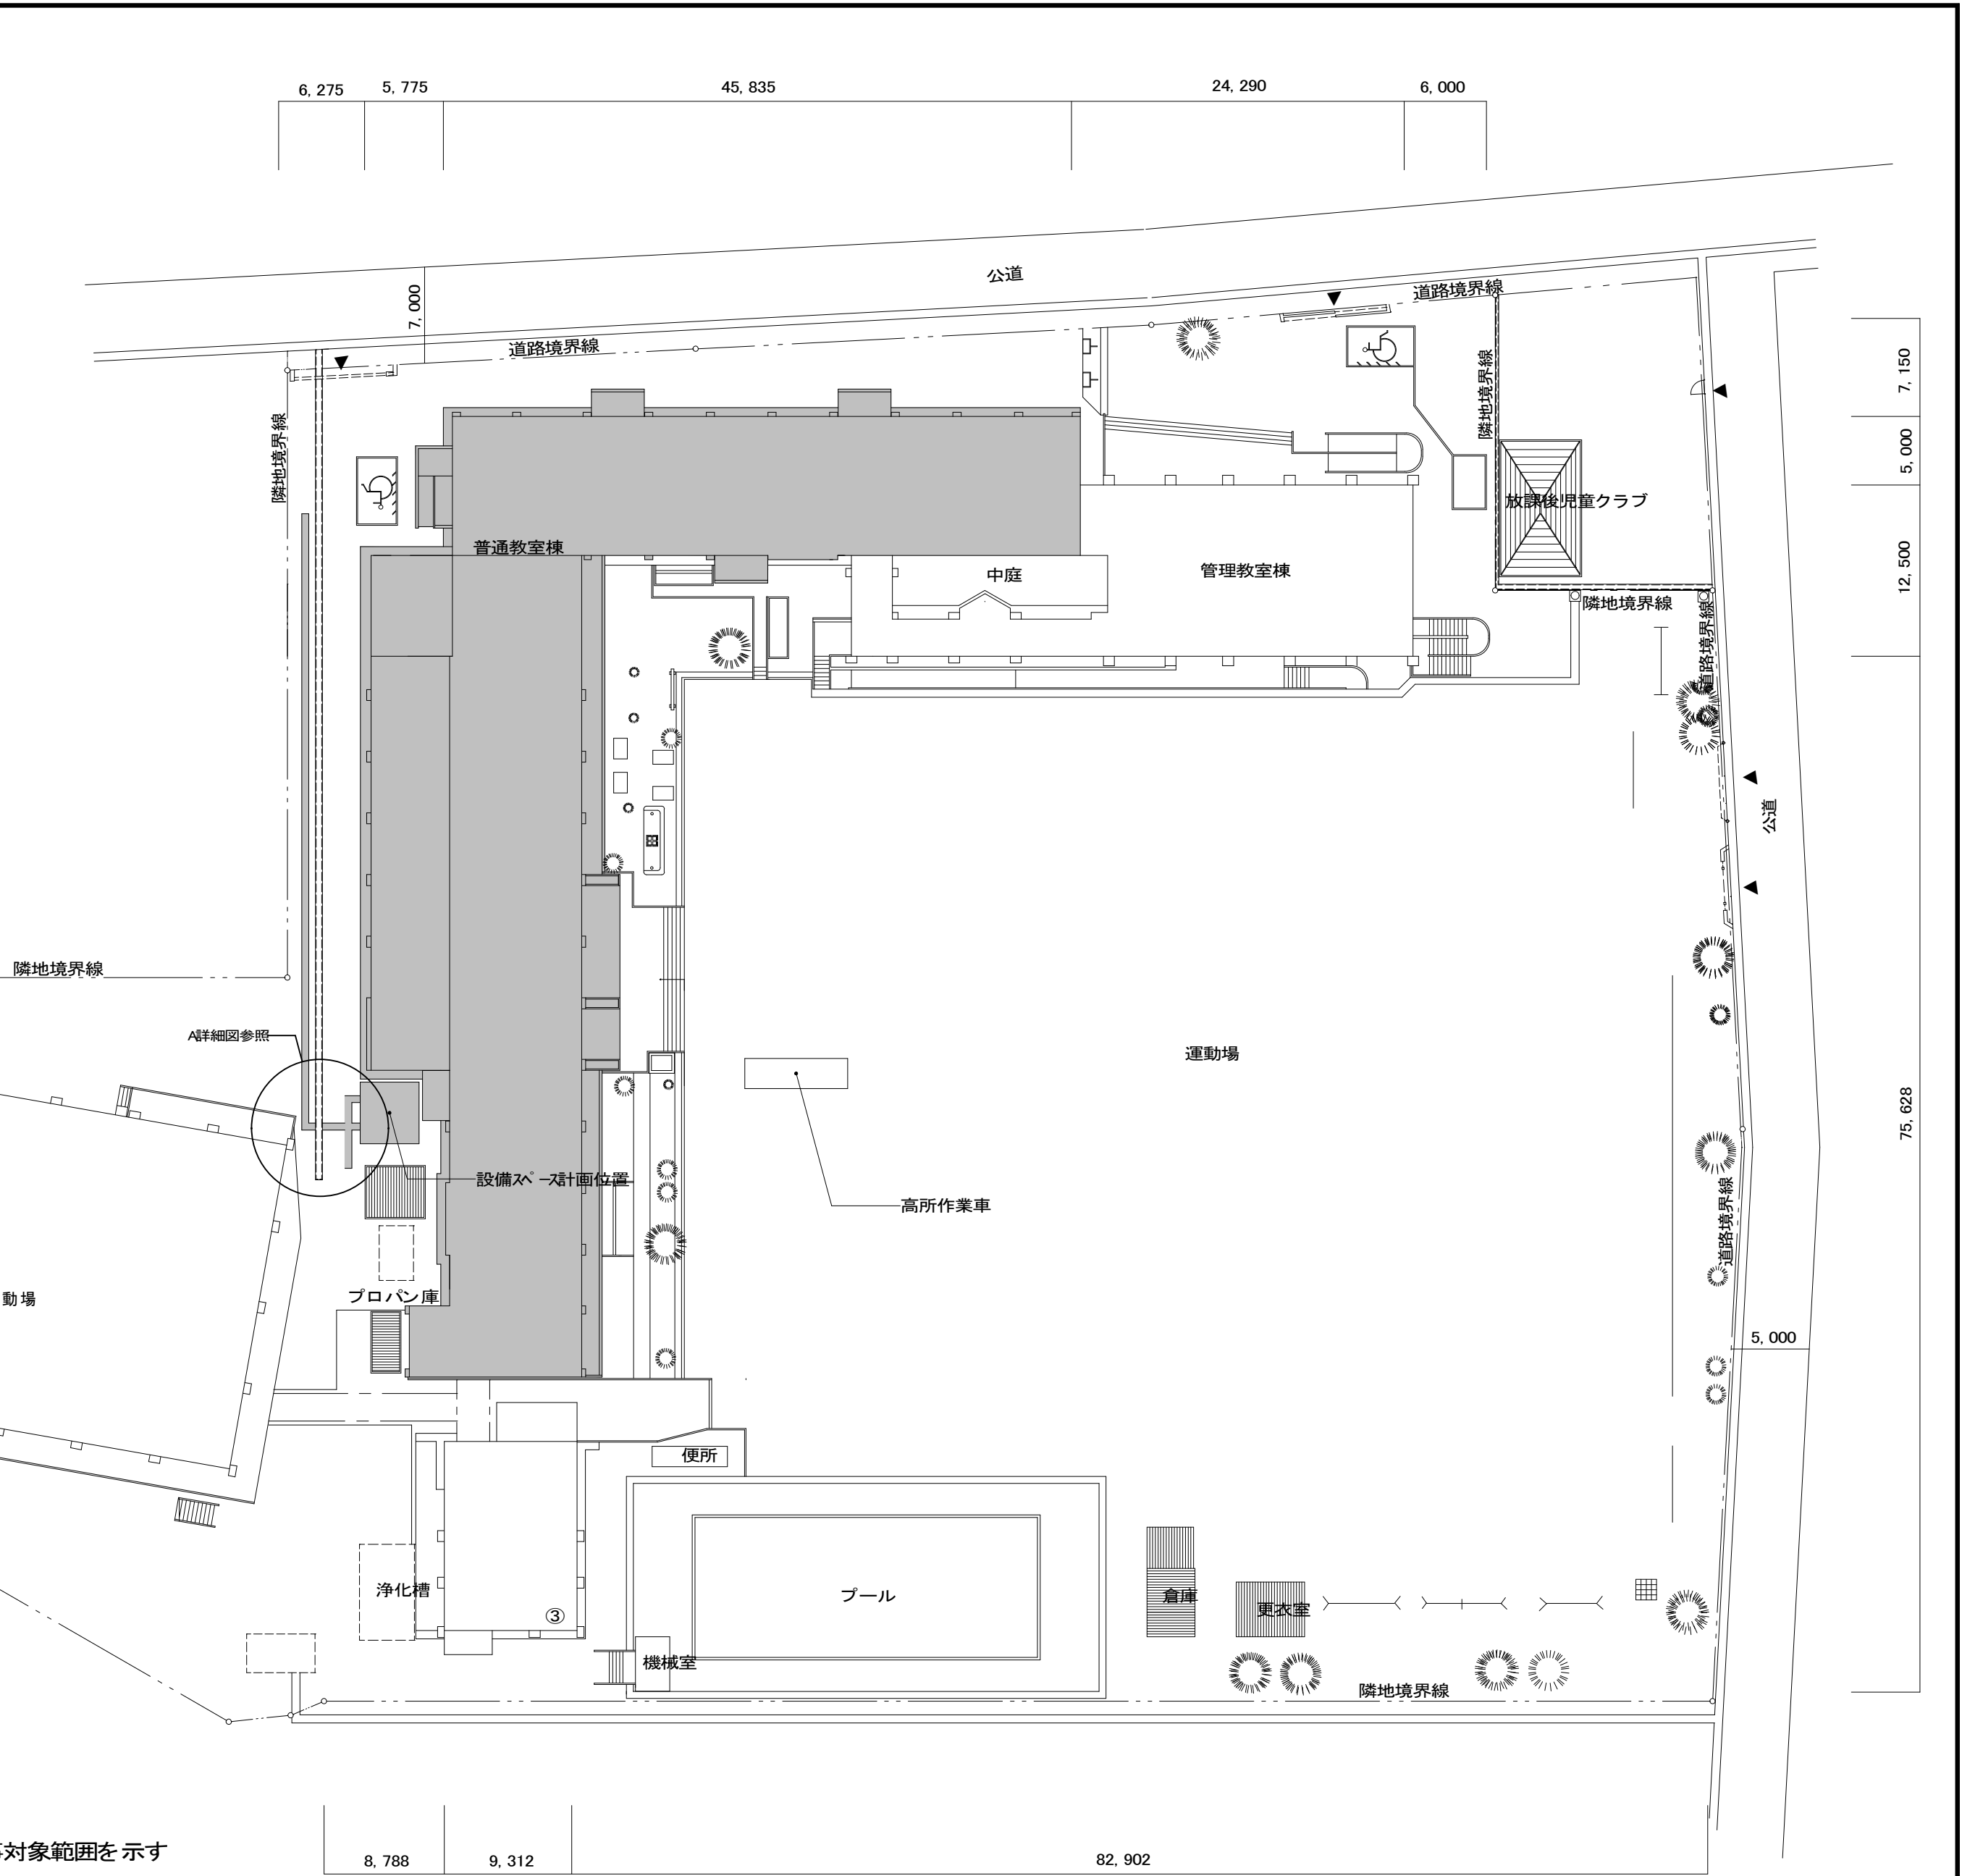 6,275
5,775
45,835
24,290
6,000
公道
7,000
道路境界線
道路境界線
隣地境界線
隣地境界線
7,150
5,000
12,500
放課後児童クラブ
普通教室棟
中庭
管理教室棟
隣地境界線
道路境界線
公道
隣地境界線
A詳細図参照
運動場
75,628
設備スペース計画位置
高所作業車
道路境界線
動場
プロパン庫
5,000
便所
浄化槽
③
プール
倉庫
更衣室
機械室
隣地境界線
対象範囲を示す
8,788
9,312
82,902